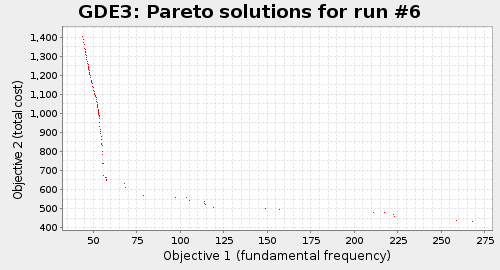 GDE3: Pareto solutions for run #6
Objective 2 (total cost)
1,400
1,300
1,200
1,100
1,000
900
800
700
600
500
400
50 75 100 125 150 175 200 225 250 275
Objective 1 (fundamental frequency)